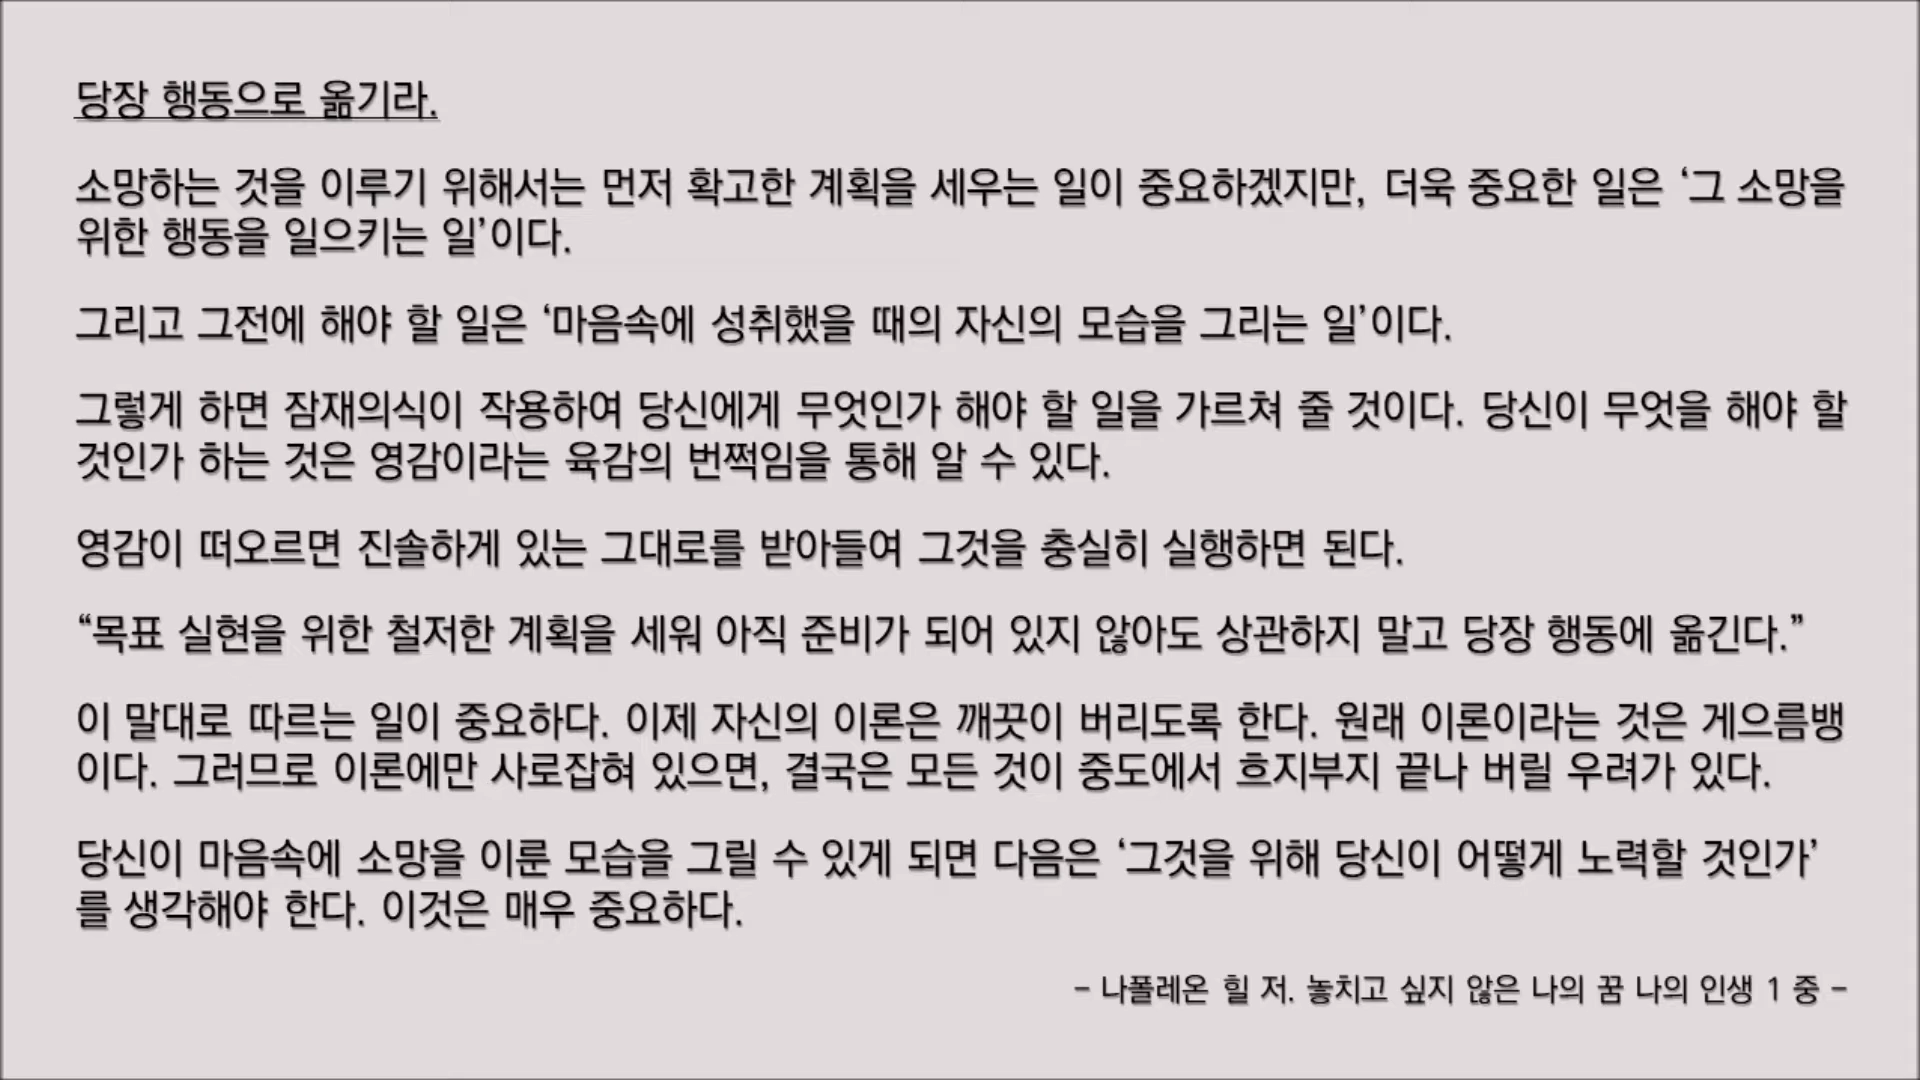 당장 행동으로 옮기라.
소망하는 것을 이루기 위해서는 먼저 확고한 계획을 세우는 일이 중요하겠지만, 더욱 중요한 일은 ‘그 소망을
위한 행동을 일으키는 일’이다.
그리고 그전에 해야 할 일은 ‘마음속에 성취했을 때의 자신의 모습을 그리는 일’이다.
그렇게 하면 잠재의식이 작용하여 당신에게 무엇인가 해야 할 일을 가르쳐 줄 것이다. 당신이 무엇을 해야 할
것인가 하는 것은 영감이라는 육감의 번쩍임을 통해 알 수 있다.
영감이 떠오르면 진솔하게 있는 그대로를 받아들여 그것을 충실히 실행하면 된다.
“목표 실현을 위한 철저한 계획을 세워 아직 준비가 되어 있지 않아도 상관하지 말고 당장 행동에 옮긴다.”
이 말대로 따르는 일이 중요하다. 이제 자신의 이론은 깨끗이 버리도록 한다. 원래 이론이라는 것은 게으름뱅
이다. 그러므로 이론에만 사로잡혀 있으면, 결국은 모든 것이 중도에서 흐지부지 끝나 버릴 우려가 있다.
당신이 마음속에 소망을 이룬 모습을 그릴 수 있게 되면 다음은 ‘그것을 위해 당신이 어떻게 노력할 것인가’
를 생각해야 한다. 이것은 매우 중요하다.
- 나폴레온 힐 저. 놓치고 싶지 않은 나의 꿈 나의 인생 1 중 -